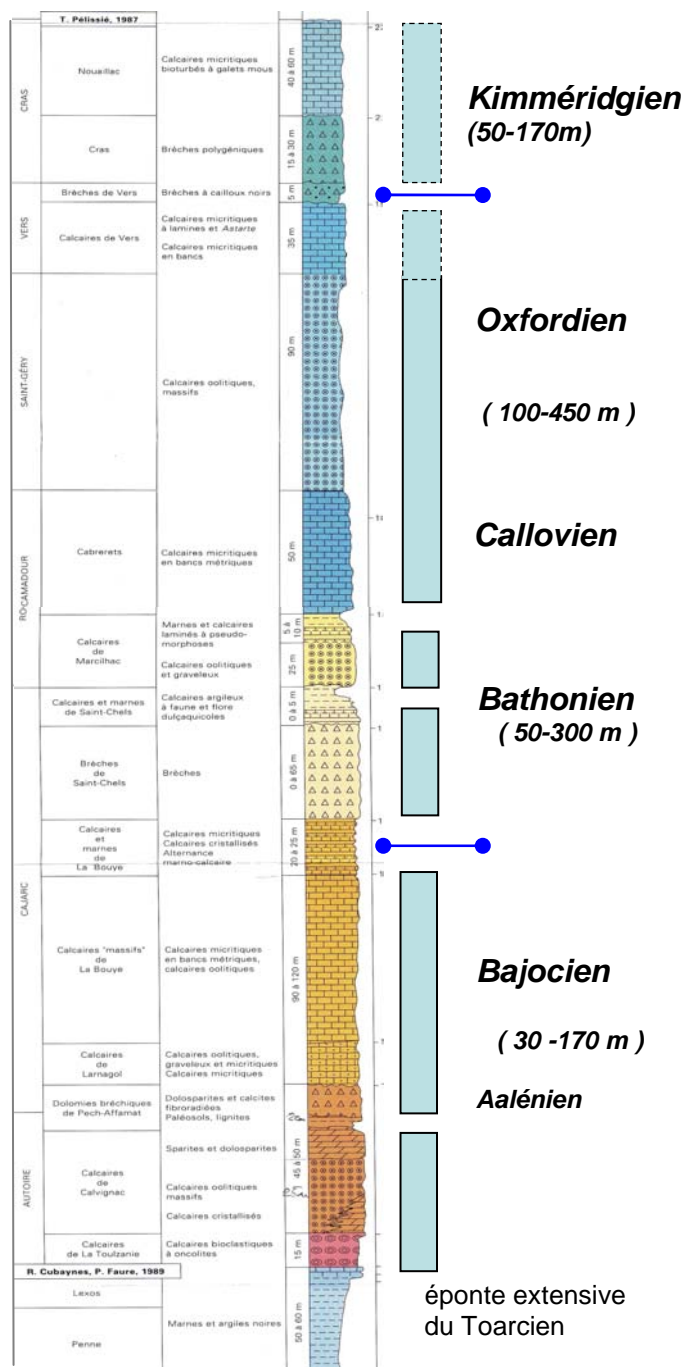 T. Pélissié, 1987
CRAS
Nouaillac
Calcaires micritiques
bioturbés à galets mous
40 à 60 m
Kimméridgien
(50-170m)
Cras
Brèches polygéniques
15 à 30 m
Brèches de Vers
Brèches à cailloux noirs
5 m
VERS
Calcaires de Vers
Calcaires micritiques
à lamines et Astarte
Calcaires micritiques
en bancs
35 m
SAINT-GÉRY
Calcaires oolitiques,
massifs
90 m
Oxfordien
( 100-450 m )
ROCAMADOUR
Cabrerets
Calcaires micritiques
en bancs métriques
50 m
Callovien
Calcaires
de
Marcilhac
Marnes et calcaires
laminés à pseudo-
morphoses
5 à
10 m
Calcaires oolitiques
et graveleux
25 m
Calcaires et marnes
de Saint-Chels
Calcaires argileux
à faune et flore
dulçaquicoles
0 à 5 m
Bathonien
( 50-300 m )
Brèches
de
Saint-Chels
Brèches
0 à 65 m
CAJARC
Calcaires
et
marnes
de
La Bouye
Calcaires micritiques
Calcaires cristallisés
Alternance
marno-calcaire
20 à 25 m
Calcaires "massifs"
de
La Bouye
Calcaires micritiques
en bancs métriques,
calcaires oolitiques
90 à 120 m
Bajocien
( 30 -170 m )
Calcaires
de
Larnagol
Calcaires oolitiques,
graveleux et micritiques
Calcaires micritiques
Dolomies bréchiques
de Pech-Affamat
Dolosparites et calcites
fibroradiées
Paléosols, lignites
Aalénien
AUTOIRE
Calcaires
de
Calvignac
Sparites et dolosparites
Calcaires oolitiques
massifs
Calcaires cristallisés
45 à 50 m
Calcaires
de La Toulzanie
Calcaires bioclastiques
à oncolites
15 m
R. Cubaynes, P. Faure, 1989
Lexos
Penne
Marnes et argiles noires
50 à 60 m
éponte extensive
du Toarcien